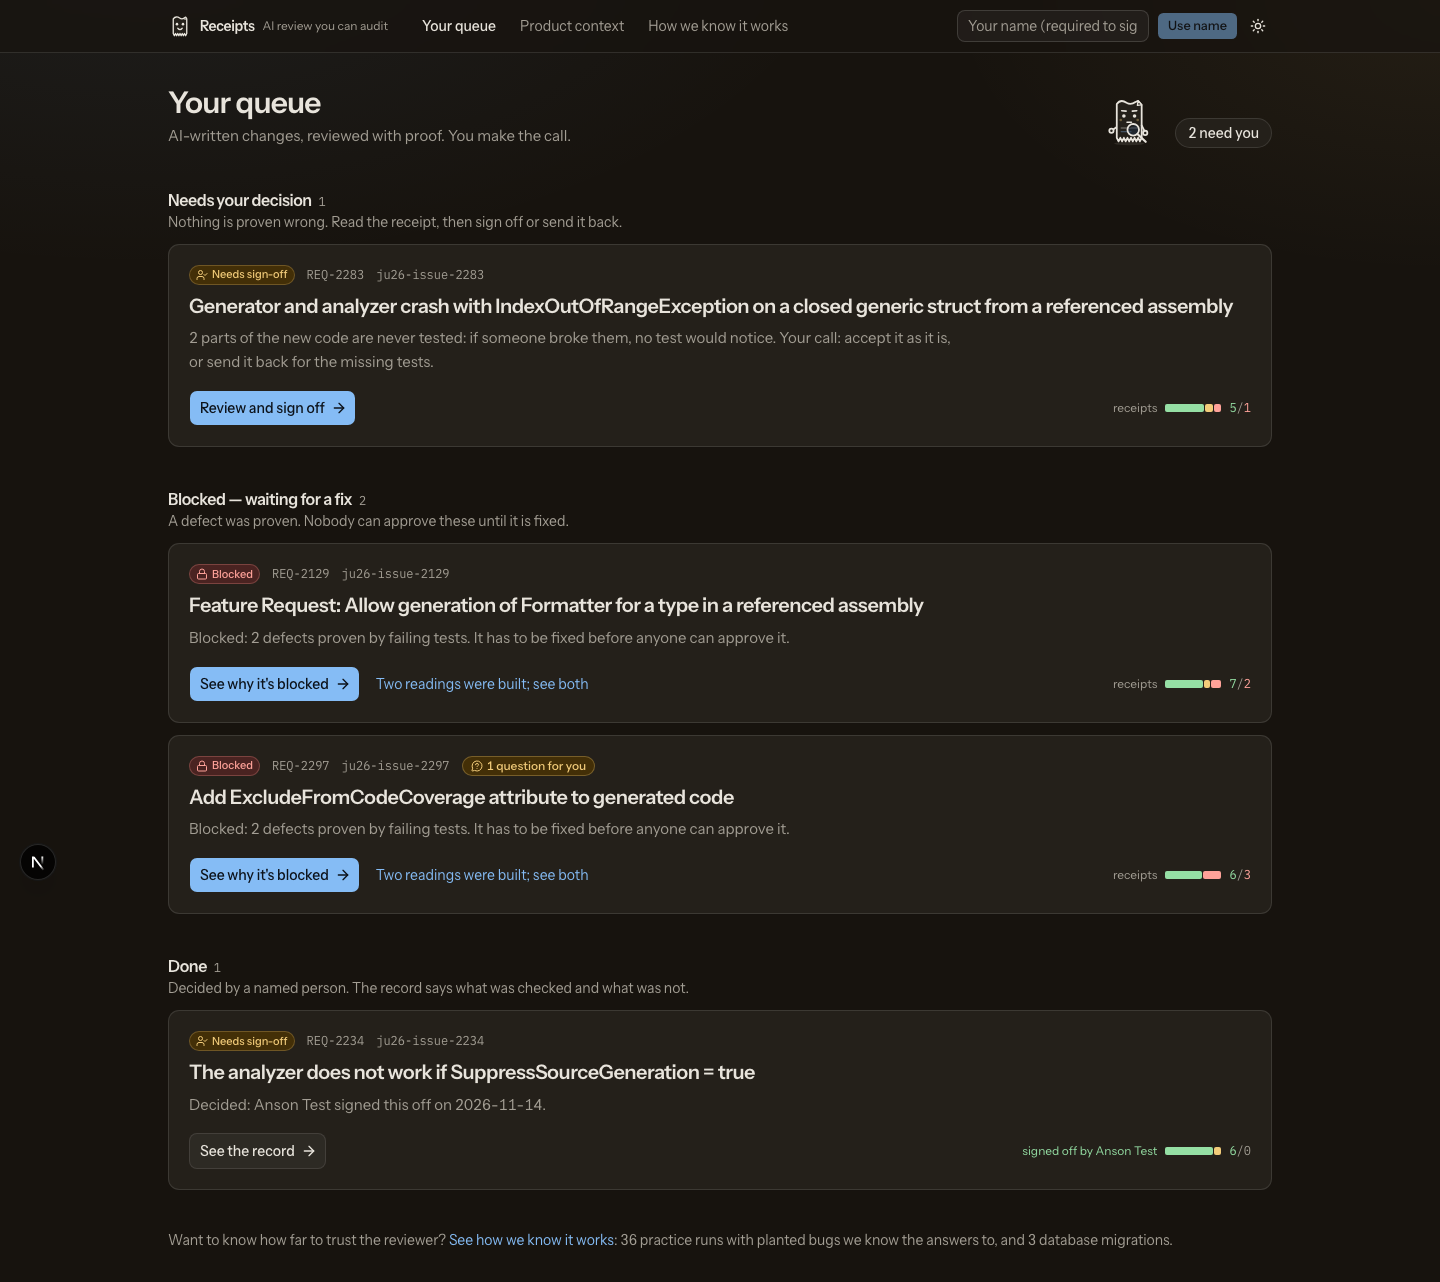 Receipts AI review you can audit Your queue Product context How we know it works Your name (required to sig Use name
Your queue
AI-written changes, reviewed with proof. You make the call.
2 need you
Needs your decision 1
Nothing is proven wrong. Read the receipt, then sign off or send it back.
Needs sign-off REQ-2283 ju26-issue-2283
Generator and analyzer crash with IndexOutOfRangeException on a closed generic struct from a referenced assembly
2 parts of the new code are never tested: if someone broke them, no test would notice. Your call: accept it as it is,
or send it back for the missing tests.
Review and sign off → receipts 5/1
Blocked — waiting for a fix 2
A defect was proven. Nobody can approve these until it is fixed.
Blocked REQ-2129 ju26-issue-2129
Feature Request: Allow generation of Formatter for a type in a referenced assembly
Blocked: 2 defects proven by failing tests. It has to be fixed before anyone can approve it.
See why it's blocked → Two readings were built; see both receipts 7/2
Blocked REQ-2297 ju26-issue-2297 1 question for you
Add ExcludeFromCodeCoverage attribute to generated code
Blocked: 2 defects proven by failing tests. It has to be fixed before anyone can approve it.
See why it's blocked → Two readings were built; see both receipts 6/3
N
Done 1
Decided by a named person. The record says what was checked and what was not.
Needs sign-off REQ-2234 ju26-issue-2234
The analyzer does not work if SuppressSourceGeneration = true
Decided: Anson Test signed this off on 2026-11-14.
See the record → signed off by Anson Test 6/0
Want to know how far to trust the reviewer? See how we know it works: 36 practice runs with planted bugs we know the answers to, and 3 database migrations.